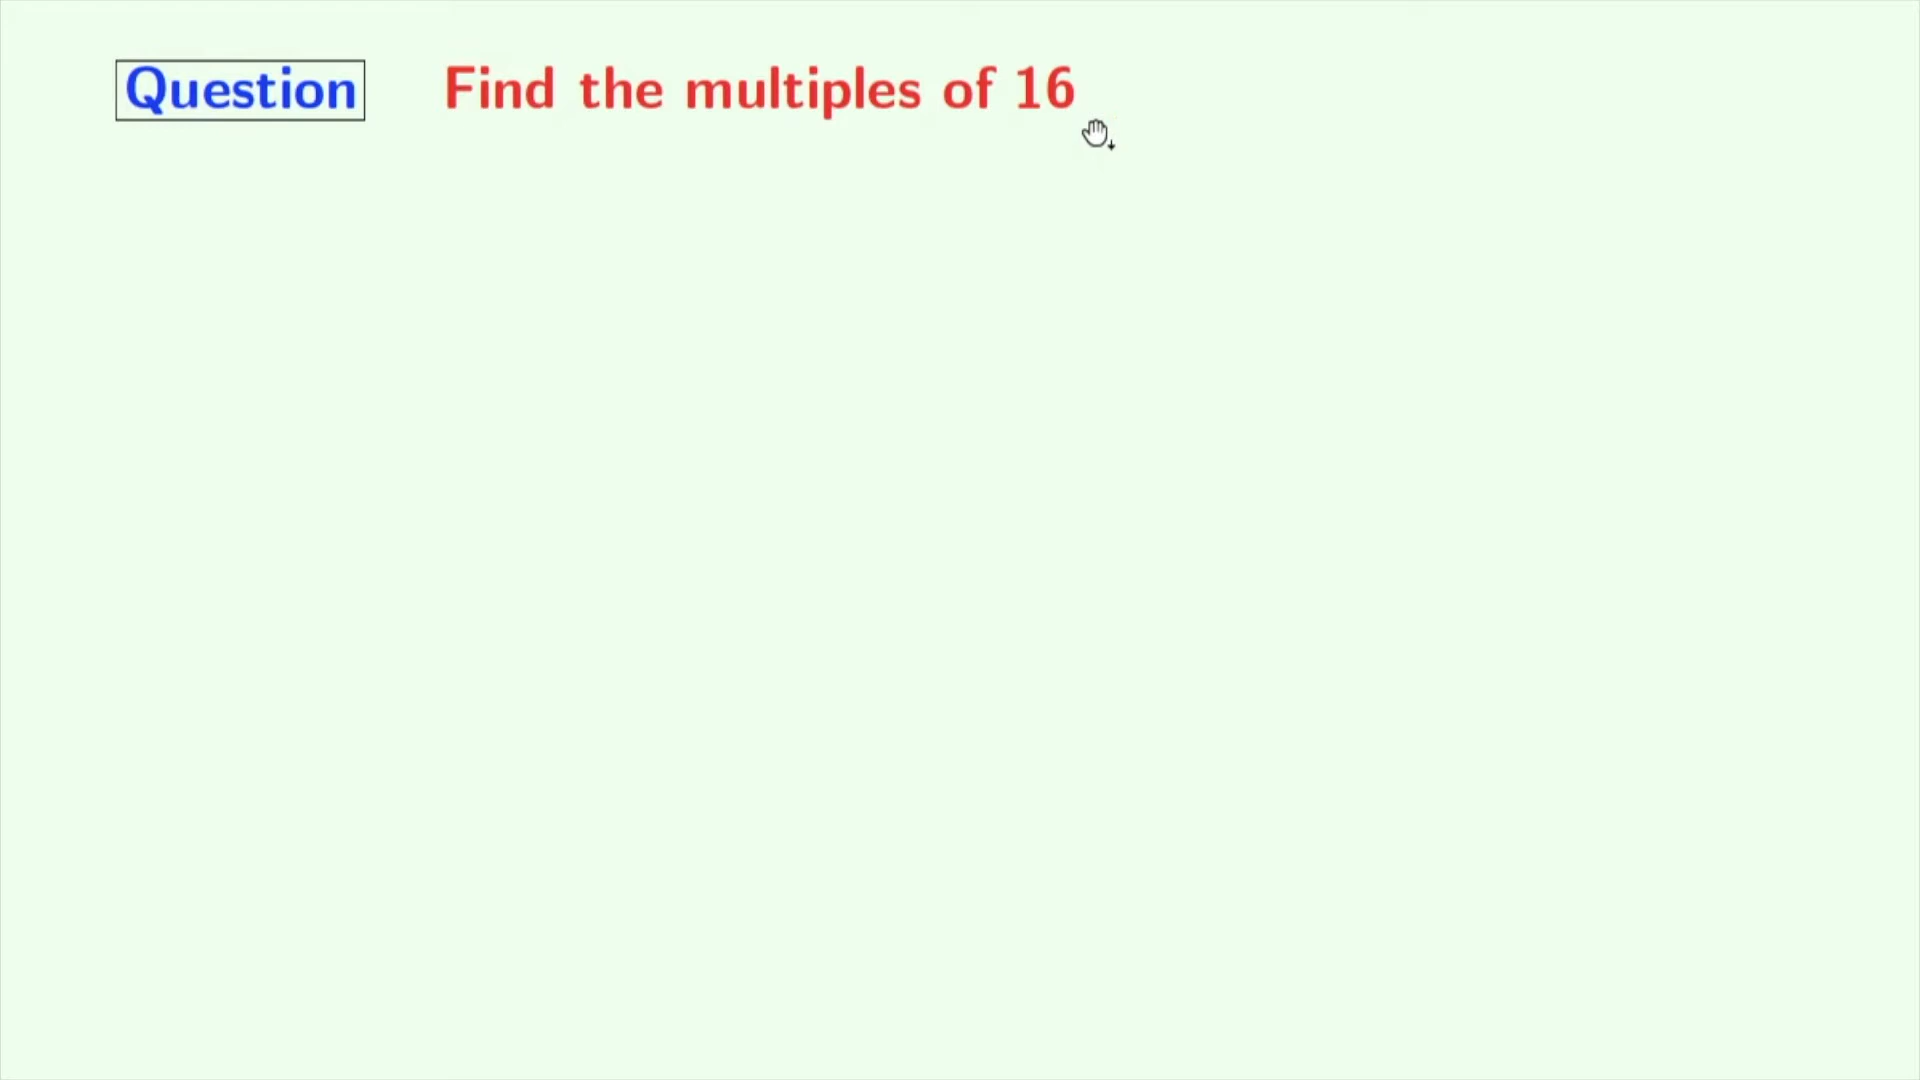 Question Find the multiples of 16